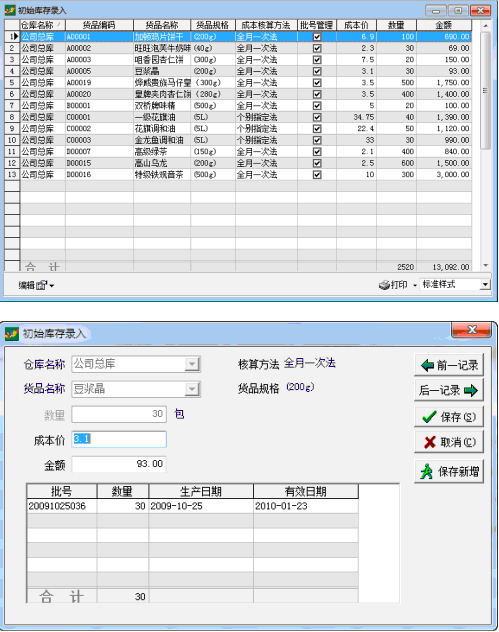 初始库存录入
仓库名称 / 货品编码 货品名称 货品规格 成本核算方法 批号管理 成本价 数量 金额
1 公司总库 A00001 加顿玛片饼干 (200g) 全月一次法 6.9 100 690.00
2 公司总库 A00002 旺旺泡芙牛奶味 (40g) 全月一次法 2.3 30 69.00
3 公司总库 A00003 咀香园杏仁饼 (300g) 全月一次法 7.5 20 150.00
4 公司总库 A00005 豆浆晶 (200g) 全月一次法 3.1 30 93.00
5 公司总库 A00019 烨威贵族马仔 (300g) 全月一次法 3.5 500 1,750.00
6 公司总库 A00020 皇牌夹肉杏仁饼 (280g) 全月一次法 3.5 400 1,400.00
7 公司总库 B00001 双桥牌味精 (500g) 全月一次法 5 20 100.00
8 公司总库 C00001 一级花旗油 (5L) 个别指定法 34.75 40 1,390.00
9 公司总库 C00002 花旗调和油 (5L) 个别指定法 22.4 50 1,120.00
10 公司总库 C00003 金龙鱼调和油 (5L) 个别指定法 33 30 990.00
11 公司总库 D00007 高级绿茶 (150g) 全月一次法 2.1 400 840.00
12 公司总库 D00015 高山乌龙 (200g) 全月一次法 2.5 600 1,500.00
13 公司总库 D00016 特级铁观音茶 (500g) 全月一次法 10 300 3,000.00
合 计 2520 13,092.00
编辑 打印 标准样式
初始库存录入
仓库名称 公司总库 核算方法 全月一次法 前一记录
货品名称 豆浆晶 货品规格 (200g) 后一记录
数量 30 包 保存(S)
成本价 3.1 取消(C)
金额 93.00 保存新增
批号 数量 生产日期 有效日期
20091025036 30 2009-10-25 2010-01-23
合 计 30